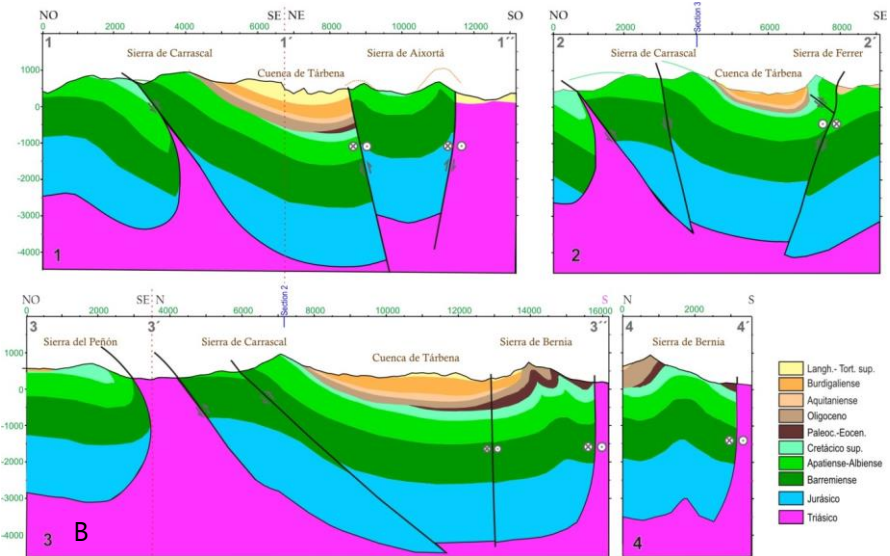 NO SE NE SO
0 2000 4000 6000 8000 10000 12000
1 1´ 1´´
Sierra de Carrascal Sierra de Aixortá
Cuenca de Tárbena
1000
0
-1000
-2000
-3000
-4000
1
NO SE
0 2000 Section 3 6000 8000
2 2´
Sierra de Carrascal Sierra de Ferrer
Cuenca de Tárbena
2
NO SE N S
0 2000 4000 6000 Section 2 8000 10000 12000 14000 16000
3 3´ 3´´
Sierra del Peñón Sierra de Carrascal Sierra de Bernia
Cuenca de Tárbena
1000
0
-1000
-2000
-3000
-4000
3 B
N S
0 2000
4 4´
Sierra de Bernia
4
Langh.- Tort. sup.
Burdigaliense
Aquitaniense
Oligoceno
Paleoc.-Eocen.
Cretácico sup.
Apatiense-Albiense
Barremiense
Jurásico
Triásico